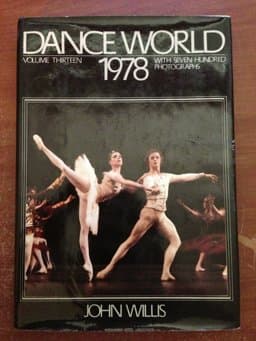 DANCE WORLD
VOLUME THIRTEEN
1978
WITH SEVEN HUNDRED
PHOTOGRAPHS
JOHN WILLIS